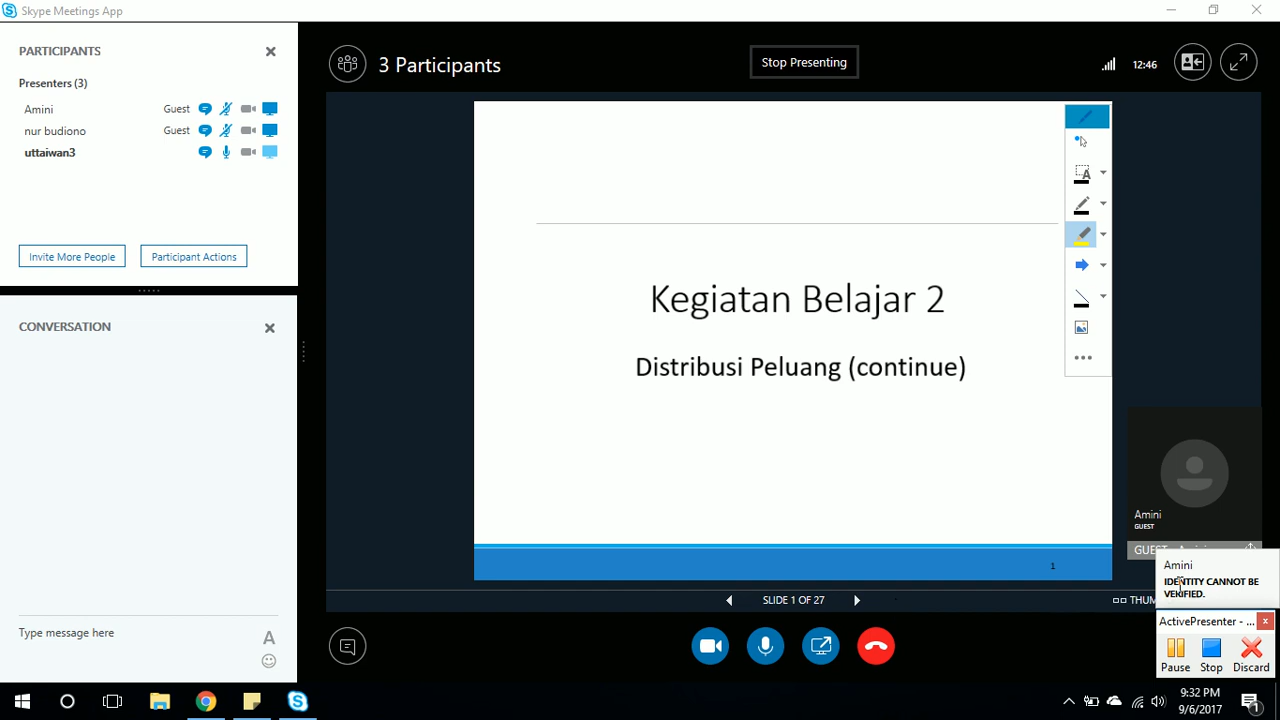 Skype Meetings App
PARTICIPANTS
Presenters (3)
Amini Guest
nur budiono Guest
uttaiwan3
Invite More People
Participant Actions
CONVERSATION
Type message here
A
3 Participants
Stop Presenting
12:46
A
Kegiatan Belajar 2
Distribusi Peluang (continue)
1
SLIDE 1 OF 27
Amini
GUEST
Amini
IDENTITY CANNOT BE
VERIFIED.
ActivePresenter - ...
Pause Stop Discard
9:32 PM
9/6/2017
1